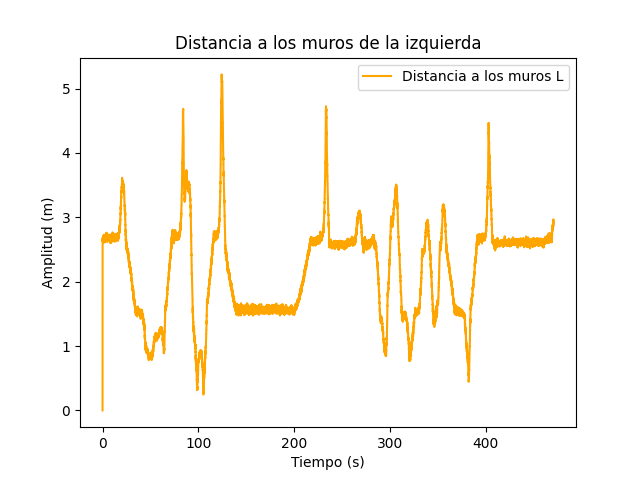 Distancia a los muros de la izquierda
Distancia a los muros L
Amplitud (m)
5
4
3
2
1
0
0 100 200 300 400
Tiempo (s)